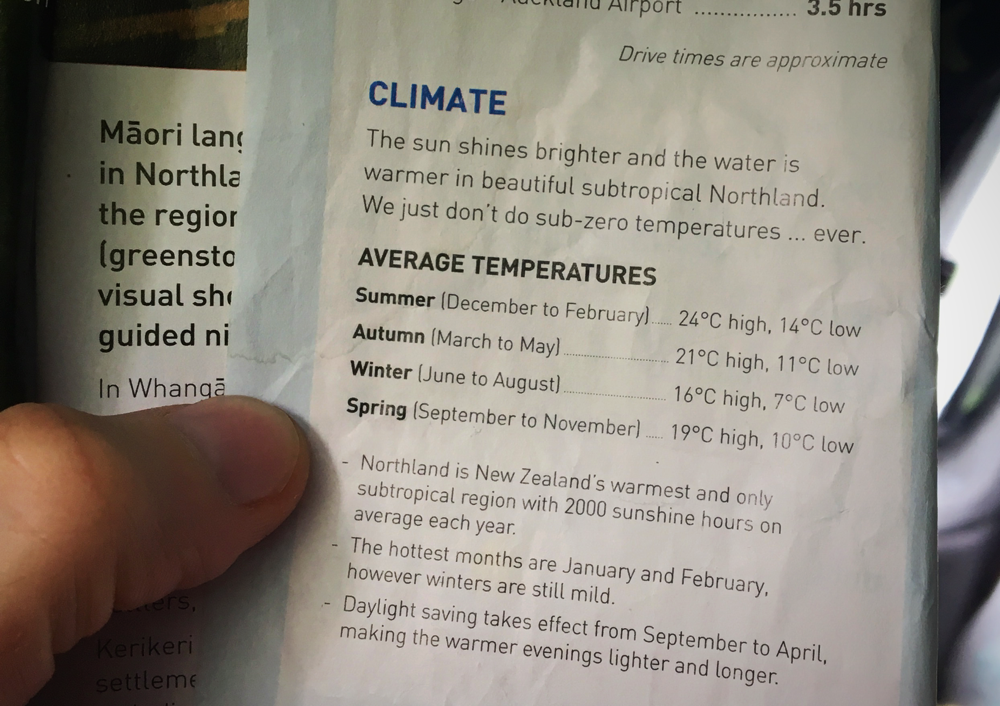 Auckland Airport ................ 3.5 hrs
Drive times are approximate
CLIMATE
The sun shines brighter and the water is
warmer in beautiful subtropical Northland.
We just don't do sub-zero temperatures ... ever.
AVERAGE TEMPERATURES
Summer (December to February) ..... 24°C high, 14°C low
Autumn (March to May) ........................... 21°C high, 11°C low
Winter (June to August) .......................... 16°C high, 7°C low
Spring (September to November) ..... 19°C high, 10°C low
- Northland is New Zealand's warmest and only
subtropical region with 2000 sunshine hours on
average each year.
- The hottest months are January and February,
however winters are still mild.
- Daylight saving takes effect from September to April,
making the warmer evenings lighter and longer.
Māori lang
in Northla
the region
(greensto
visual sho
guided ni
In Whangā
Kerikeri
settleme